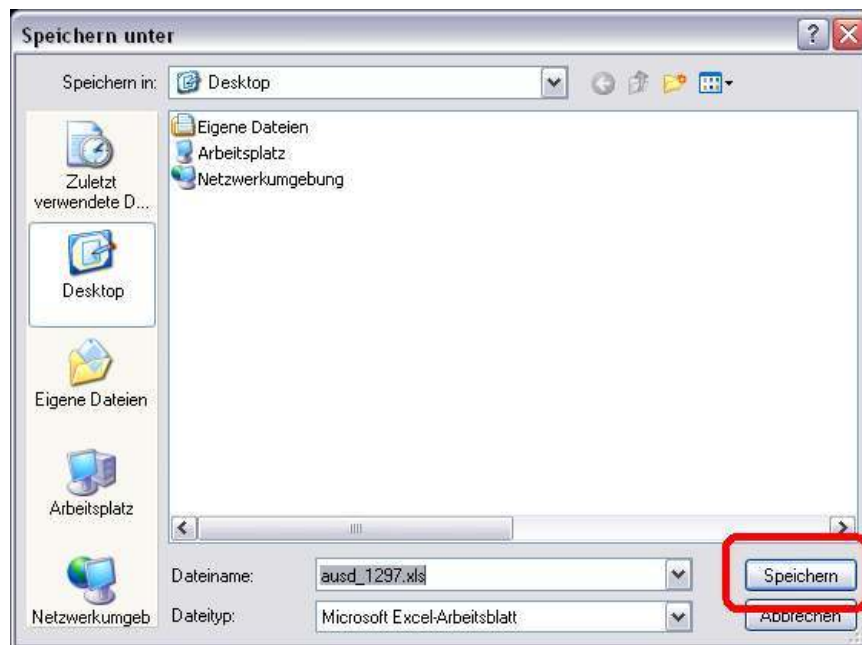 Speichern unter
Speichern in:
Desktop
Eigene Dateien
Arbeitsplatz
Netzwerkumgebung
Zuletzt
verwendete D...
Desktop
Eigene Dateien
Arbeitsplatz
Netzwerkumgeb
Dateiname:
ausd_1297.xls
Speichern
Dateityp:
Microsoft Excel-Arbeitsblatt
Abbrechen